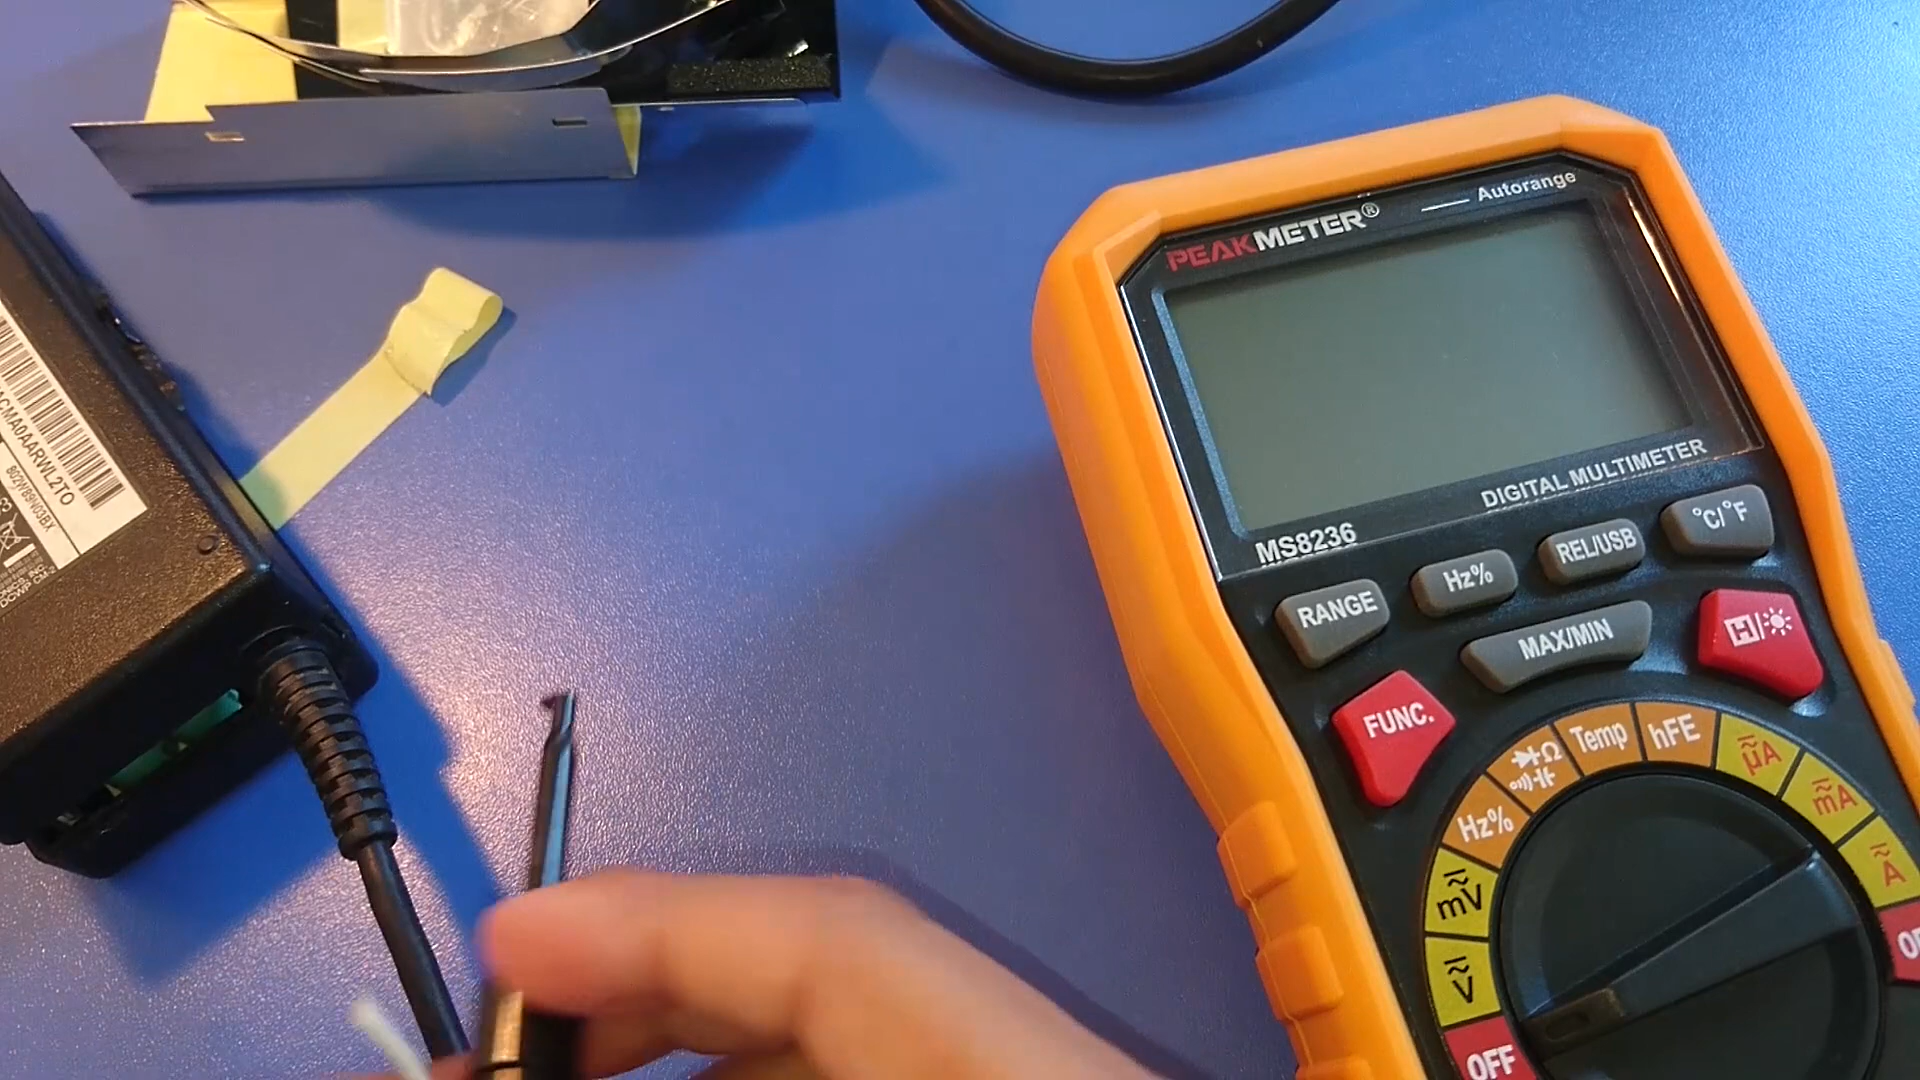 Autorange
PEAKMETER®
DIGITAL MULTIMETER
MS8236
RANGE
Hz%
REL/USB
°C/°F
MAX/MIN
H/
FUNC.
Hz%
Ω
Temp
hFE
µA
mA
A
mV
V
OFF
802W89N03BX